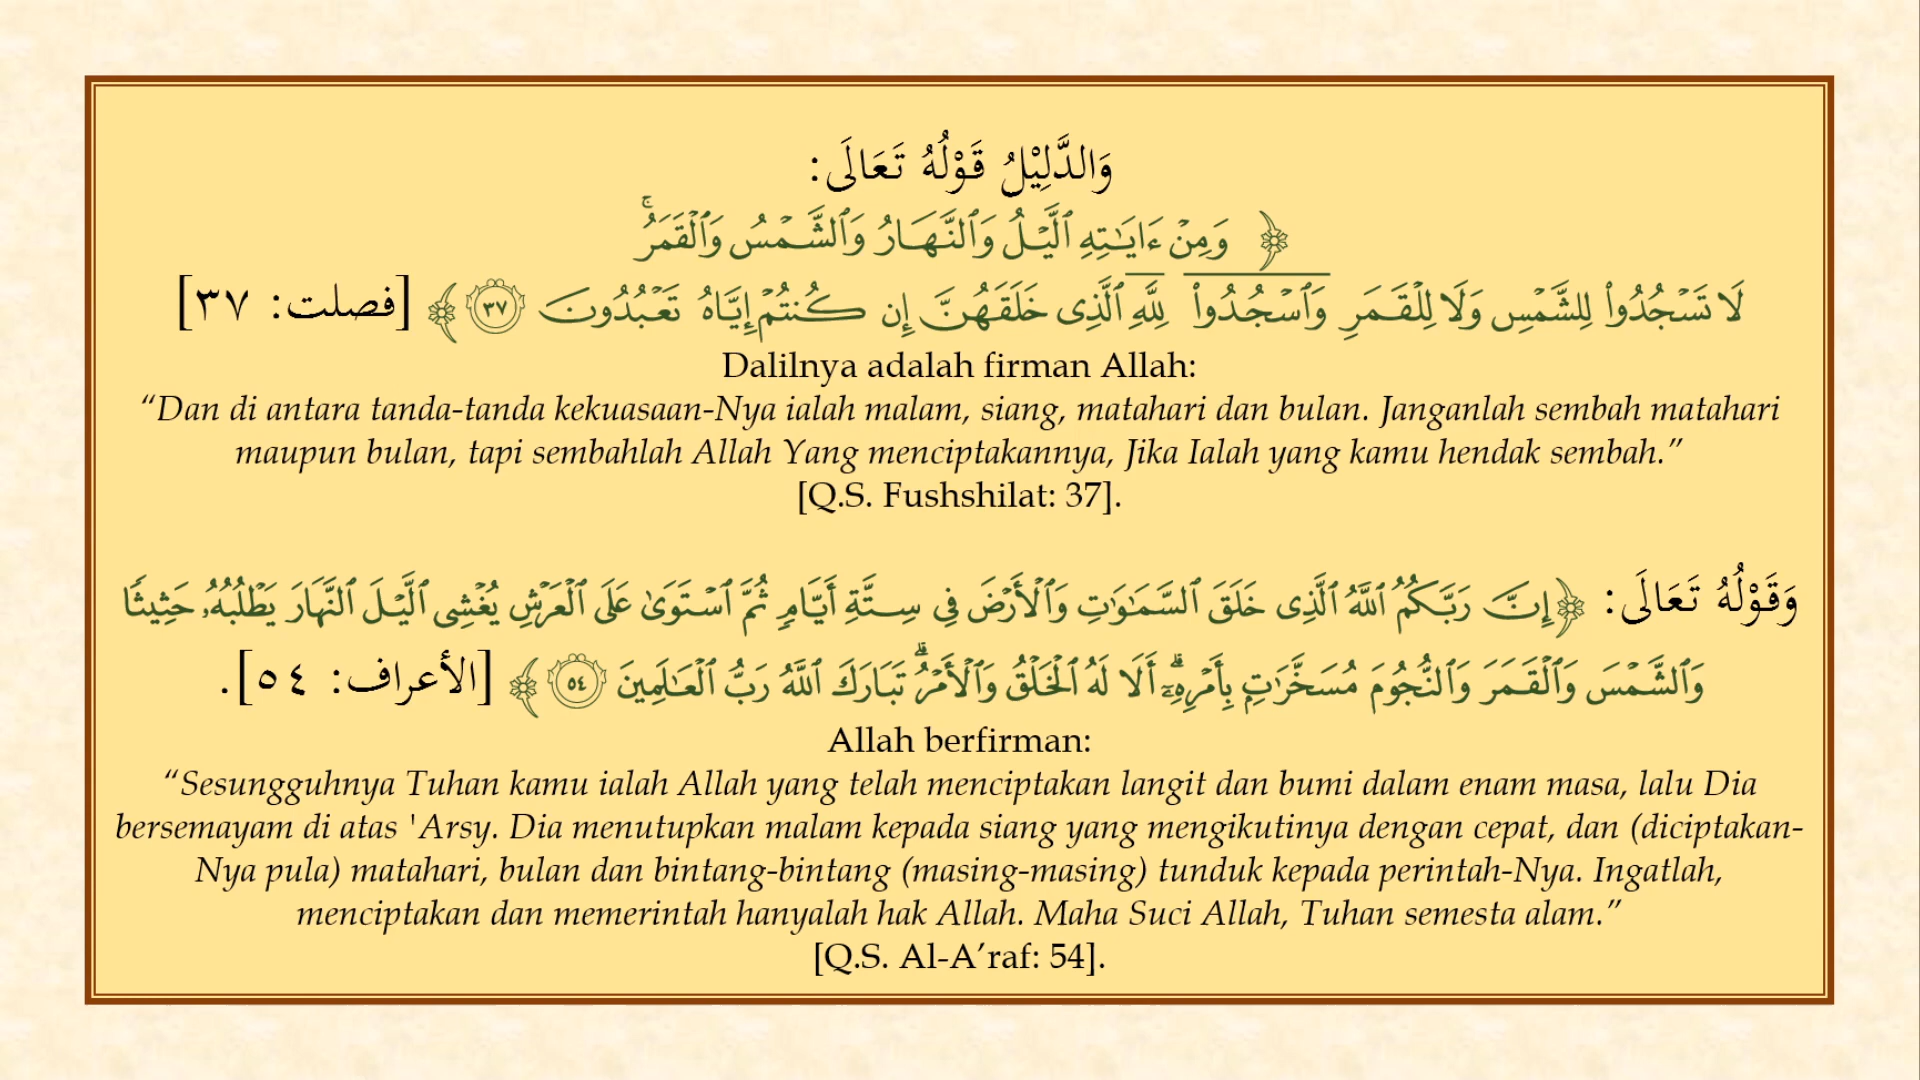 وَالدَّلِيْلُ قَوْلُهُ تَعَالَى:
﴿ وَمِنۡ ءَايَٰتِهِ ٱلَّيۡلُ وَٱلنَّهَارُ وَٱلشَّمۡسُ وَٱلۡقَمَرُۚ
لَا تَسۡجُدُواْ لِلشَّمۡسِ وَلَا لِلۡقَمَرِ وَٱسۡجُدُواْۤ لِلَّهِۤ ٱلَّذِي خَلَقَهُنَّ إِن كُنتُمۡ إِيَّاهُ تَعۡبُدُونَ ٣٧ ﴾ [فصلت: ٣٧]
Dalilnya adalah firman Allah:
“Dan di antara tanda-tanda kekuasaan-Nya ialah malam, siang, matahari dan bulan. Janganlah sembah matahari
maupun bulan, tapi sembahlah Allah Yang menciptakannya, Jika Ialah yang kamu hendak sembah.”
[Q.S. Fushshilat: 37].
وَقَوْلُهُ تَعَالَى: ﴿إِنَّ رَبَّكُمُ ٱللَّهُ ٱلَّذِي خَلَقَ ٱلسَّمَٰوَٰتِ وَٱلۡأَرۡضَ فِي سِتَّةِ أَيَّامٖ ثُمَّ ٱسۡتَوَىٰ عَلَى ٱلۡعَرۡشِ يُغۡشِي ٱلَّيۡلَ ٱلنَّهَارَ يَطۡلُبُهُۥ حَثِيثٗا
وَٱلشَّمۡسَ وَٱلۡقَمَرَ وَٱلنُّجُومَ مُسَخَّرَٰتِۭ بِأَمۡرِهِۦٓۗ أَلَا لَهُ ٱلۡخَلۡقُ وَٱلۡأَمۡرُۗ تَبَارَكَ ٱللَّهُ رَبُّ ٱلۡعَٰلَمِينَ ٥٤ ﴾ [الأعراف: ٥٤].
Allah berfirman:
“Sesungguhnya Tuhan kamu ialah Allah yang telah menciptakan langit dan bumi dalam enam masa, lalu Dia
bersemayam di atas 'Arsy. Dia menutupkan malam kepada siang yang mengikutinya dengan cepat, dan (diciptakan-
Nya pula) matahari, bulan dan bintang-bintang (masing-masing) tunduk kepada perintah-Nya. Ingatlah,
menciptakan dan memerintah hanyalah hak Allah. Maha Suci Allah, Tuhan semesta alam.”
[Q.S. Al-A’raf: 54].